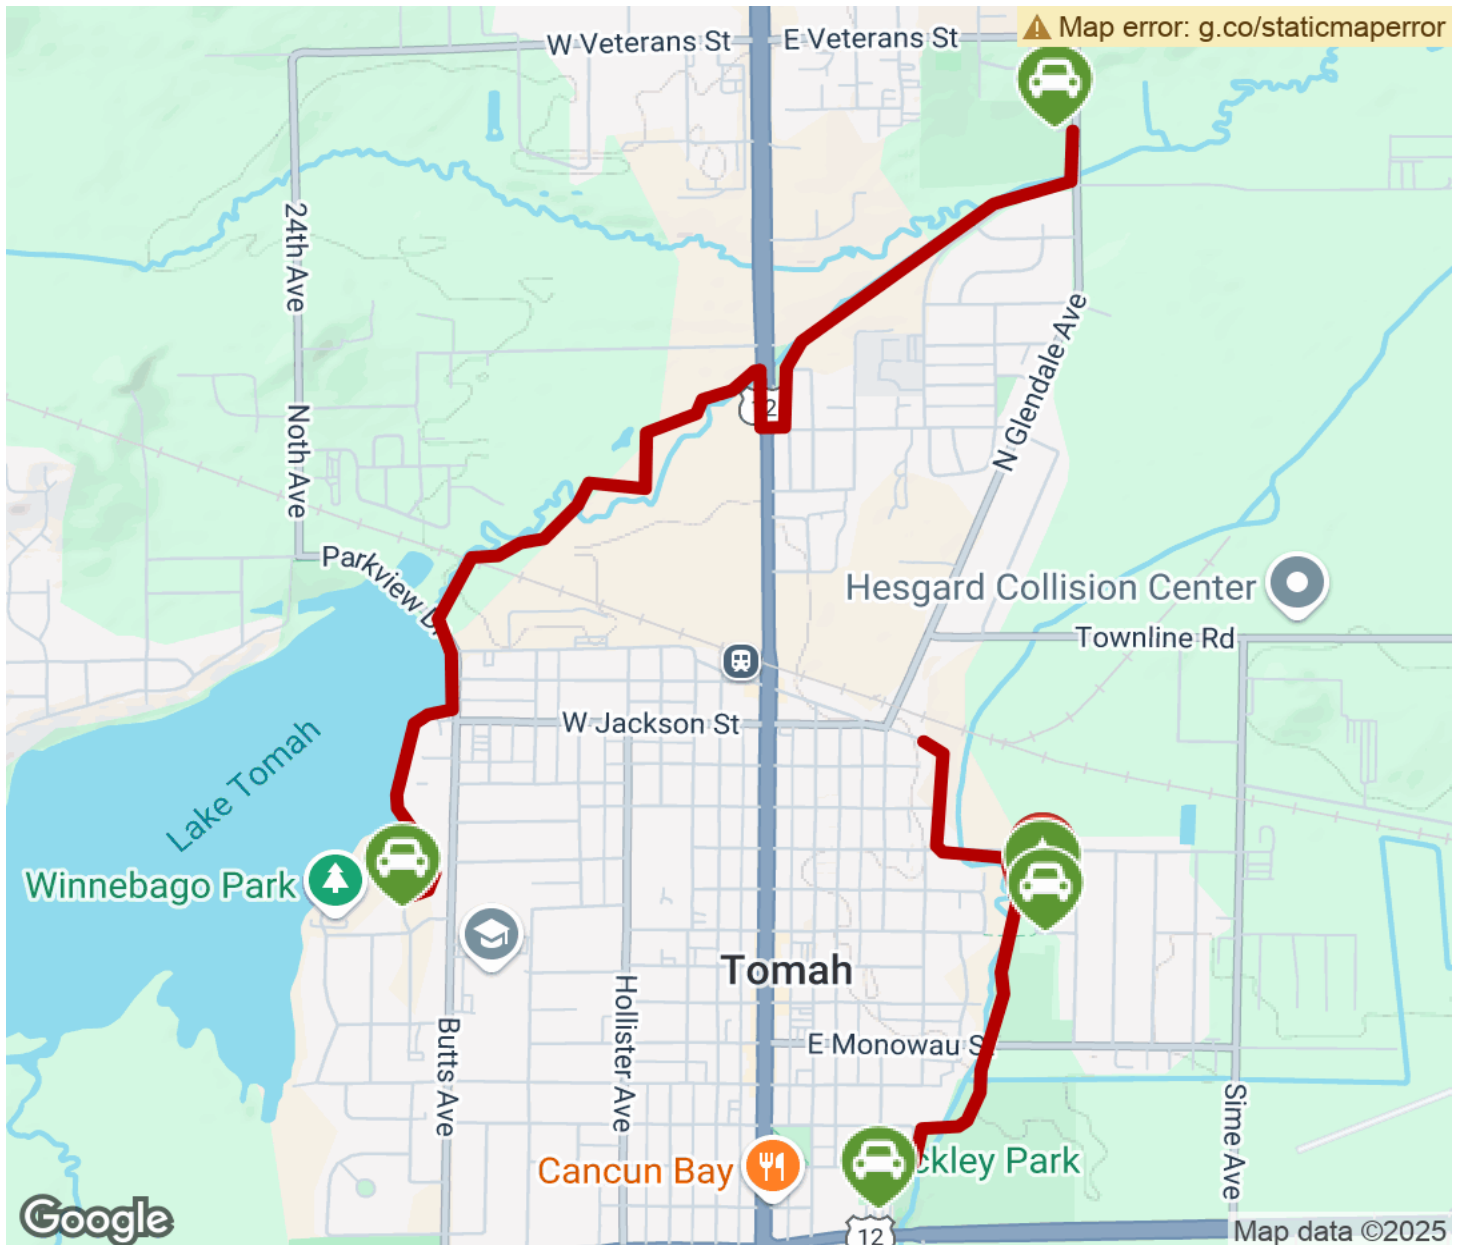 Map error: g.co/staticmaperror
W Veterans St
E Veterans St
24th Ave
Noth Ave
12
N Glendale Ave
Parkview
Hesgard Collision Center
Townline Rd
W Jackson St
Lake Tomah
Winnebago Park
Tomah
E Monowau
Hollister Ave
Butts Ave
Sime Ave
Cancun Bay
ckley Park
12
Google
Map data ©2025